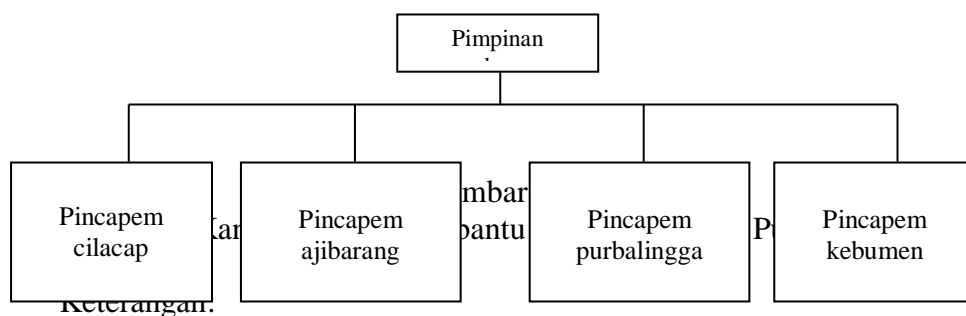 Pimpinan
Pincapem
cilacap
Pincapem
ajibarang
Pincapem
purbalingga
Pincapem
kebumen
Keterangan: